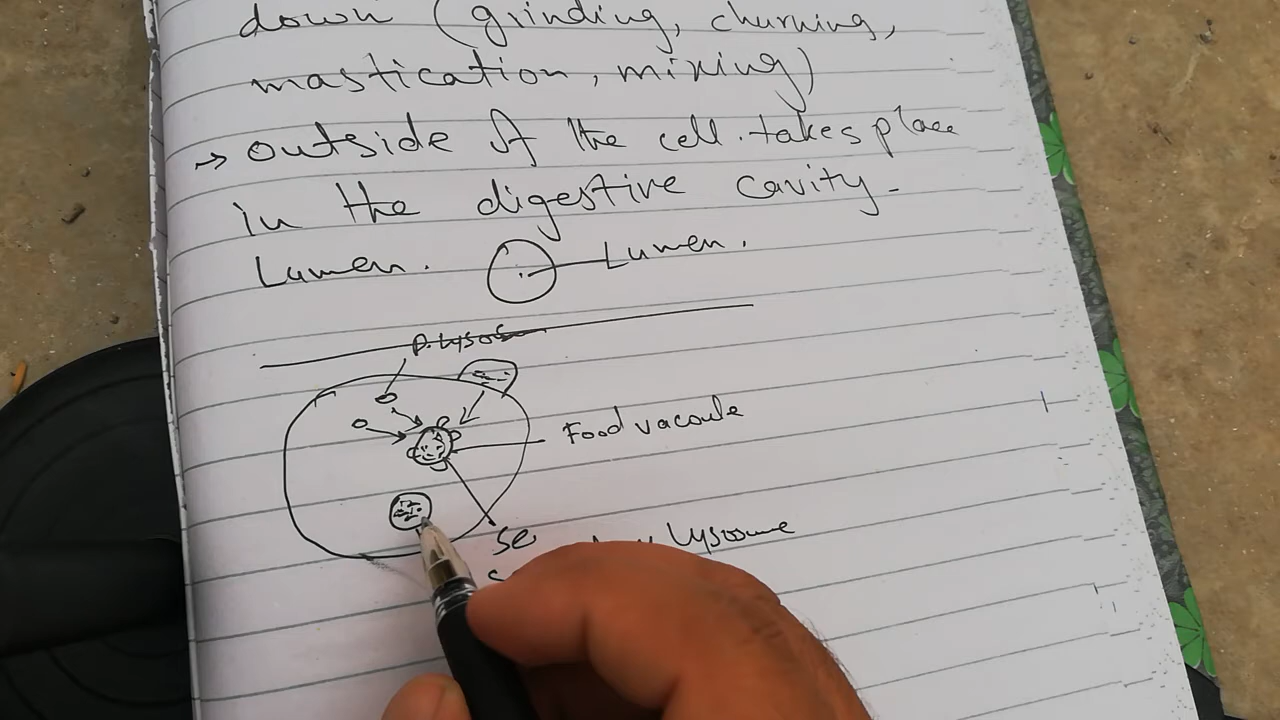 down (grinding, churning,
mastication, mixing)
→ outside of the cell. takes place
in the digestive cavity -
Lumen. Lumen.
P. Lysos
Food vacoule
Se
Lysosome